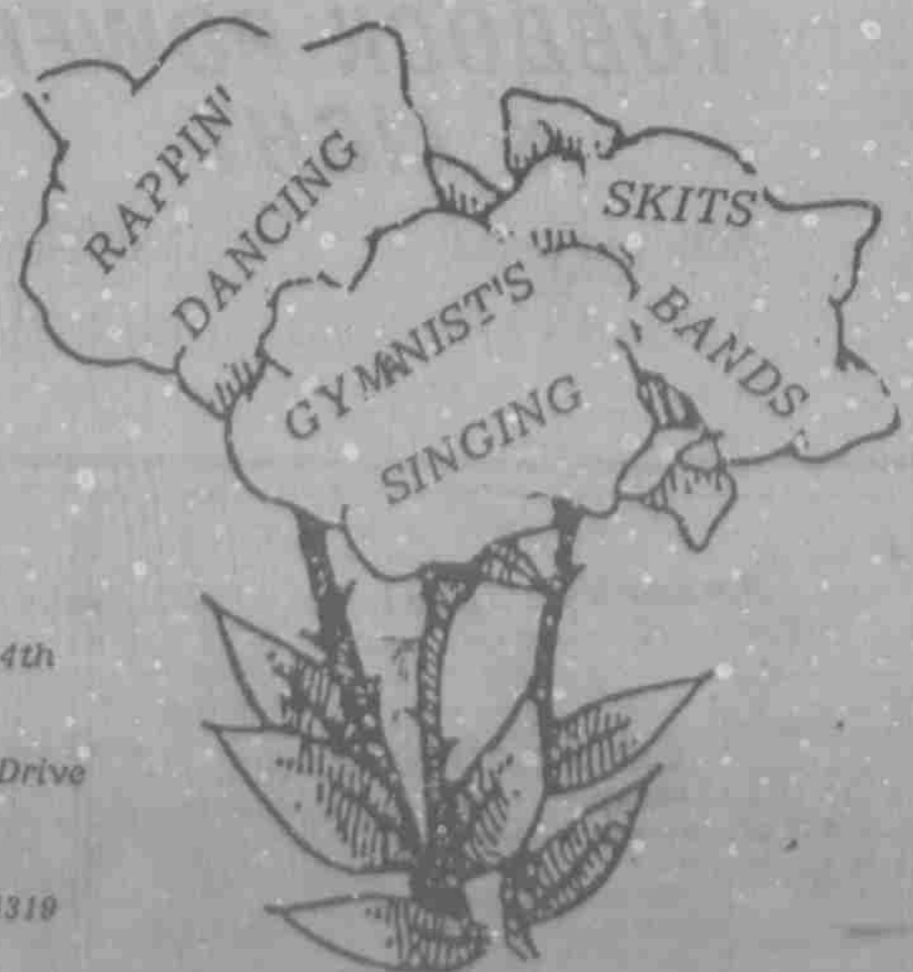 RAPPIN'
DANCING
SKITS
BANDS
GYMNIST'S
SINGING
4th
Drive
319